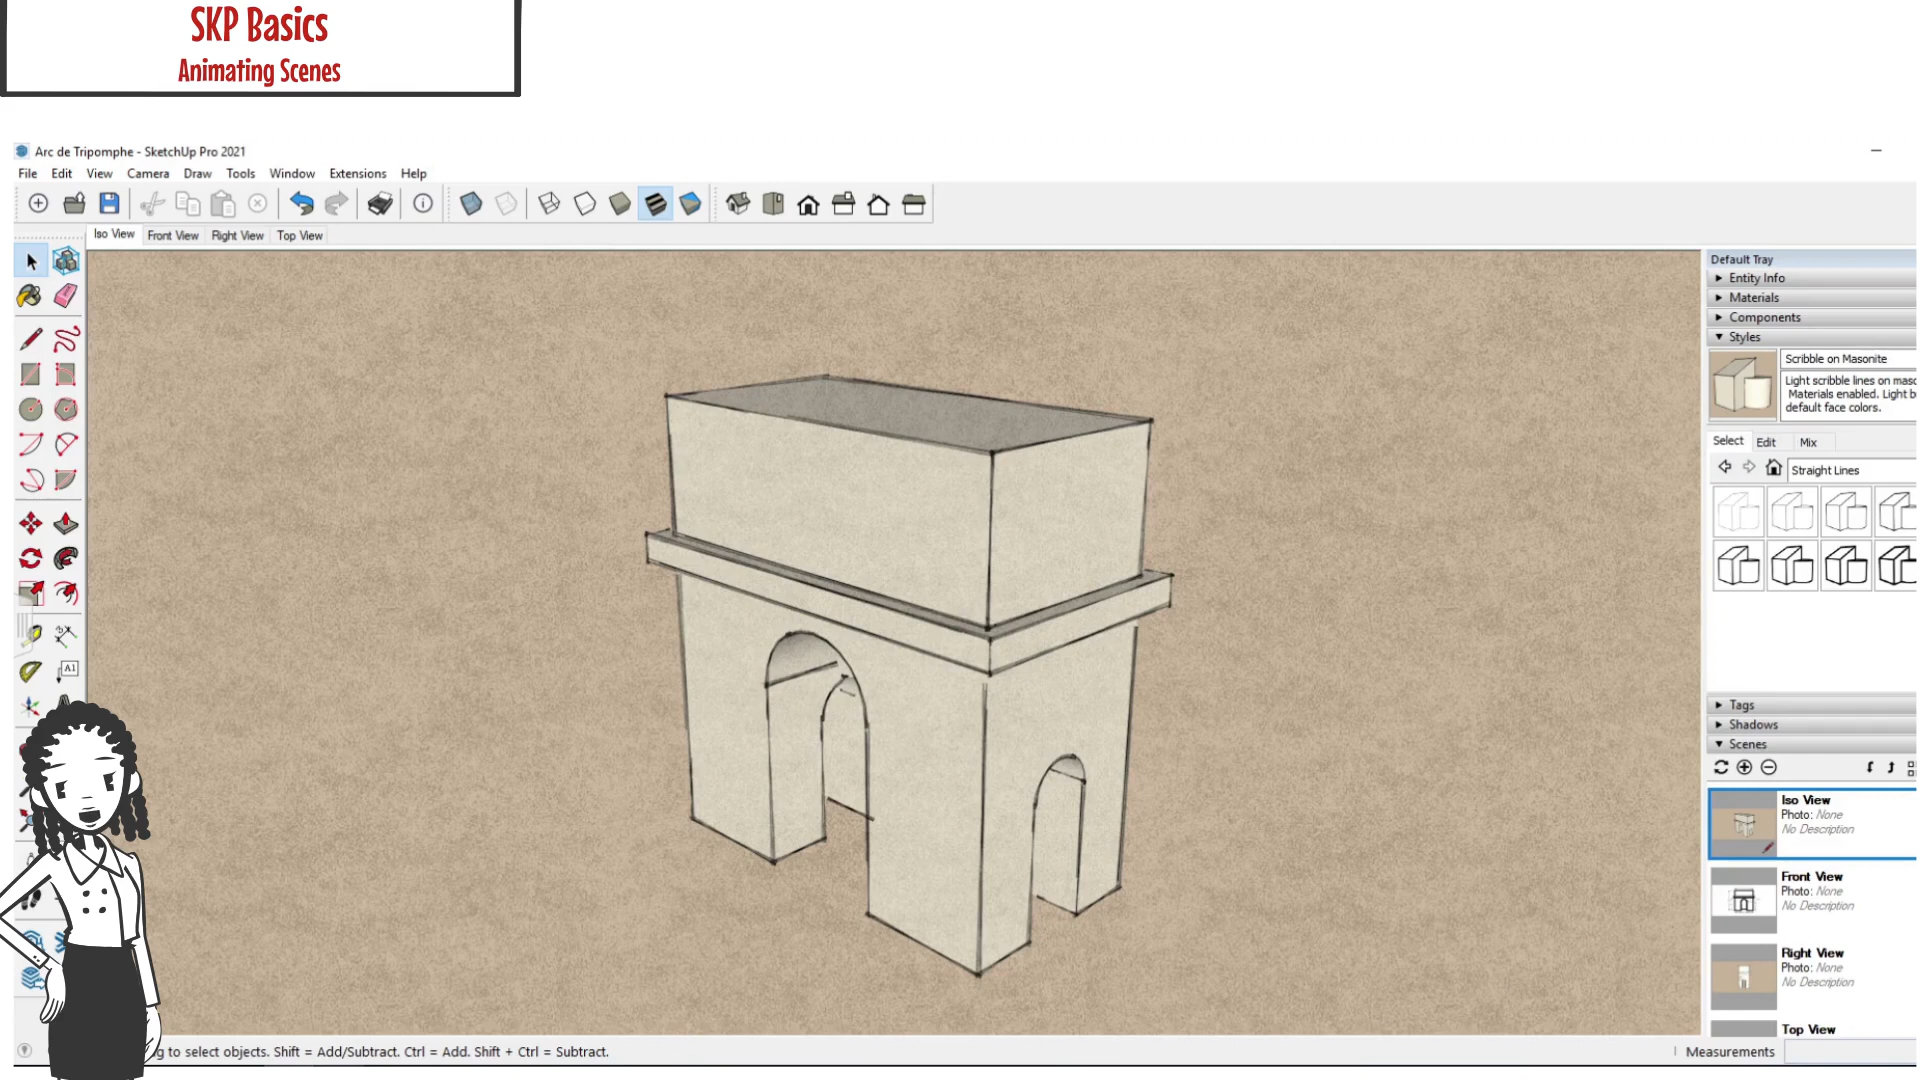 SKP Basics
Animating Scenes
Arc de Tripomphe - SketchUp Pro 2021
File Edit View Camera Draw Tools Window Extensions Help
Iso View Front View Right View Top View
Default Tray
Entity Info
Materials
Components
Styles
Scribble on Masonite
Light scribble lines on
Materials enabled. Light
default face colors.
Select Edit Mix
Straight Lines
A1
Tags
Shadows
Scenes
Iso View
Photo: None
No Description
Front View
Photo: None
No Description
Right View
Photo: None
No Description
Top View
to select objects. Shift = Add/Subtract. Ctrl = Add. Shift + Ctrl = Subtract.
Measurements